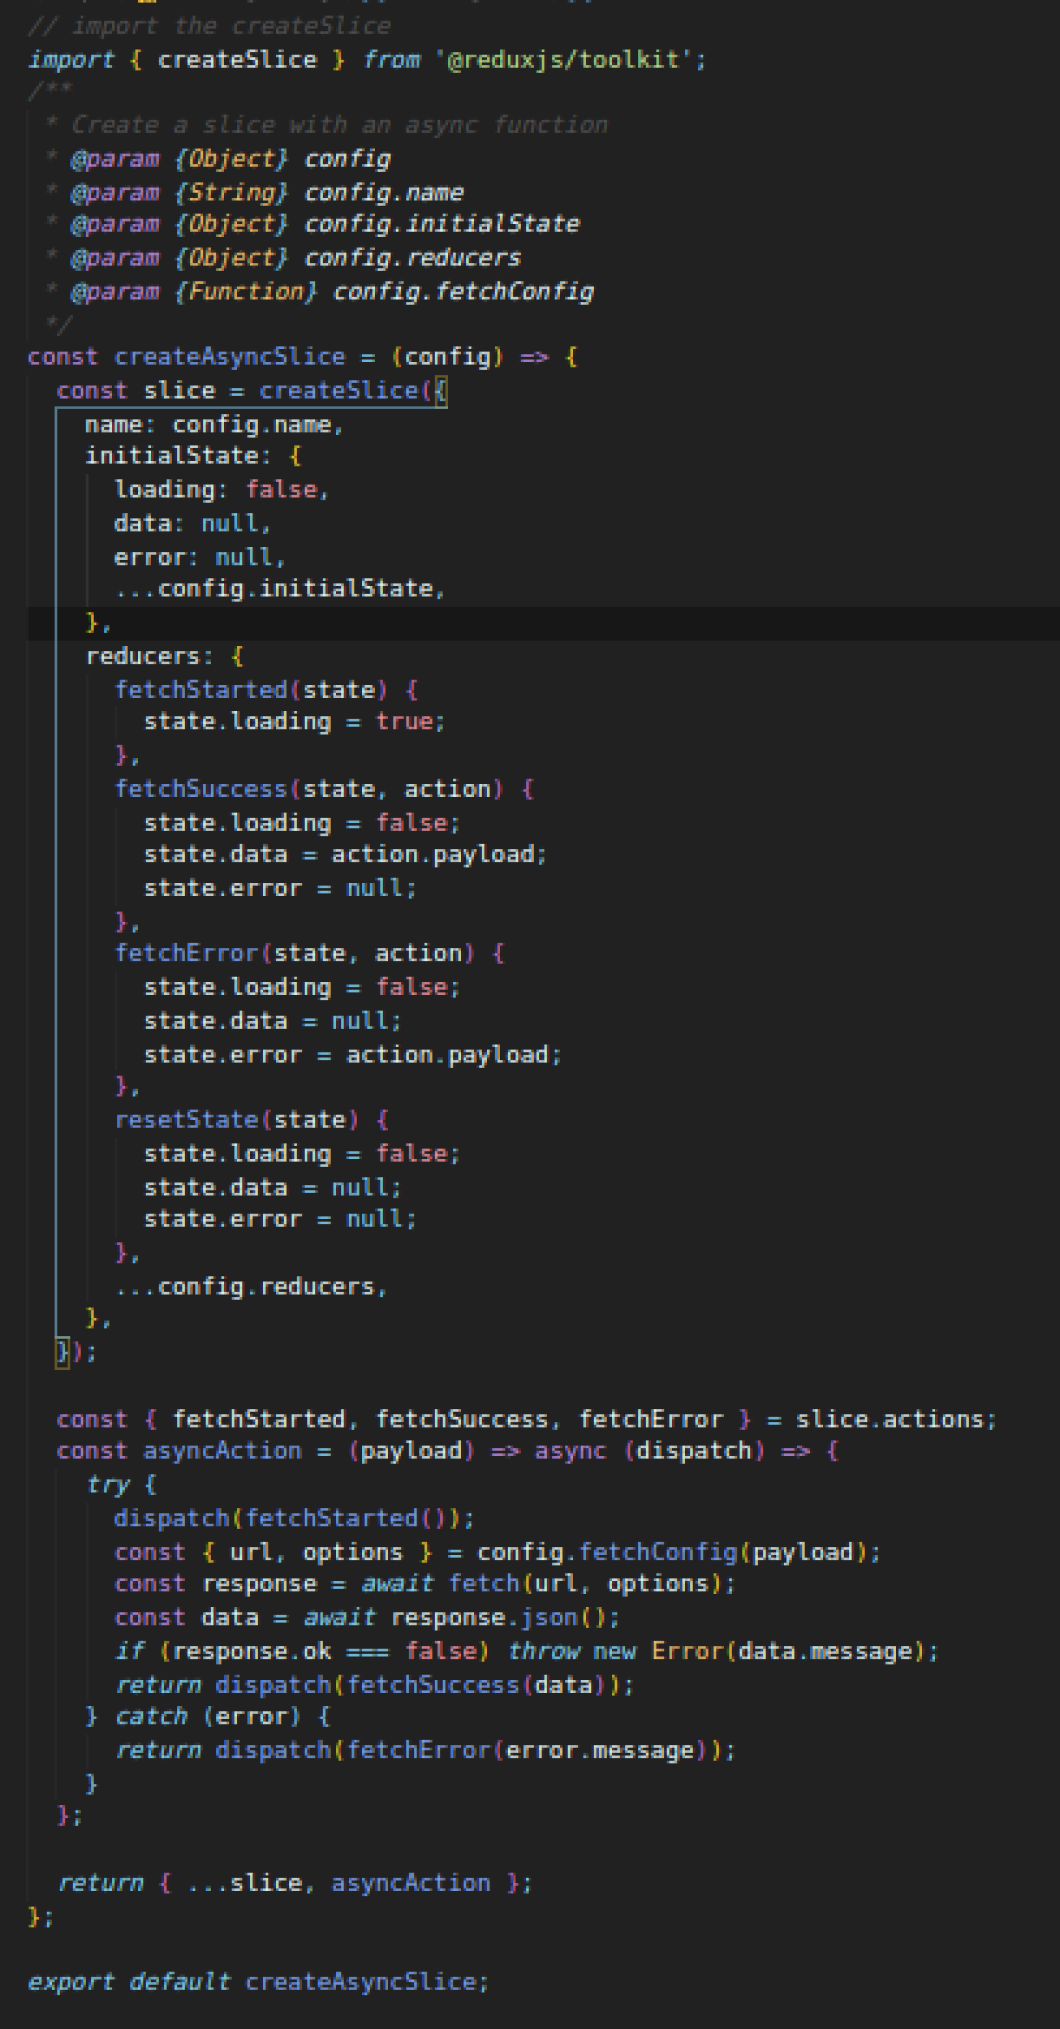 // import the createSlice
import { createSlice } from '@reduxjs/toolkit';
/**
 * Create a slice with an async function
 * @param {Object} config
 * @param {String} config.name
 * @param {Object} config.initialState
 * @param {Object} config.reducers
 * @param {Function} config.fetchConfig
 */
const createAsyncSlice = (config) => {
  const slice = createSlice({
    name: config.name,
    initialState: {
      loading: false,
      data: null,
      error: null,
      ...config.initialState,
    },
    reducers: {
      fetchStarted(state) {
        state.loading = true;
      },
      fetchSuccess(state, action) {
        state.loading = false;
        state.data = action.payload;
        state.error = null;
      },
      fetchError(state, action) {
        state.loading = false;
        state.data = null;
        state.error = action.payload;
      },
      resetState(state) {
        state.loading = false;
        state.data = null;
        state.error = null;
      },
      ...config.reducers,
    },
  });

  const { fetchStarted, fetchSuccess, fetchError } = slice.actions;
  const asyncAction = (payload) => async (dispatch) => {
    try {
      dispatch(fetchStarted());
      const { url, options } = config.fetchConfig(payload);
      const response = await fetch(url, options);
      const data = await response.json();
      if (response.ok === false) throw new Error(data.message);
      return dispatch(fetchSuccess(data));
    } catch (error) {
      return dispatch(fetchError(error.message));
    }
  };

  return { ...slice, asyncAction };
};

export default createAsyncSlice;